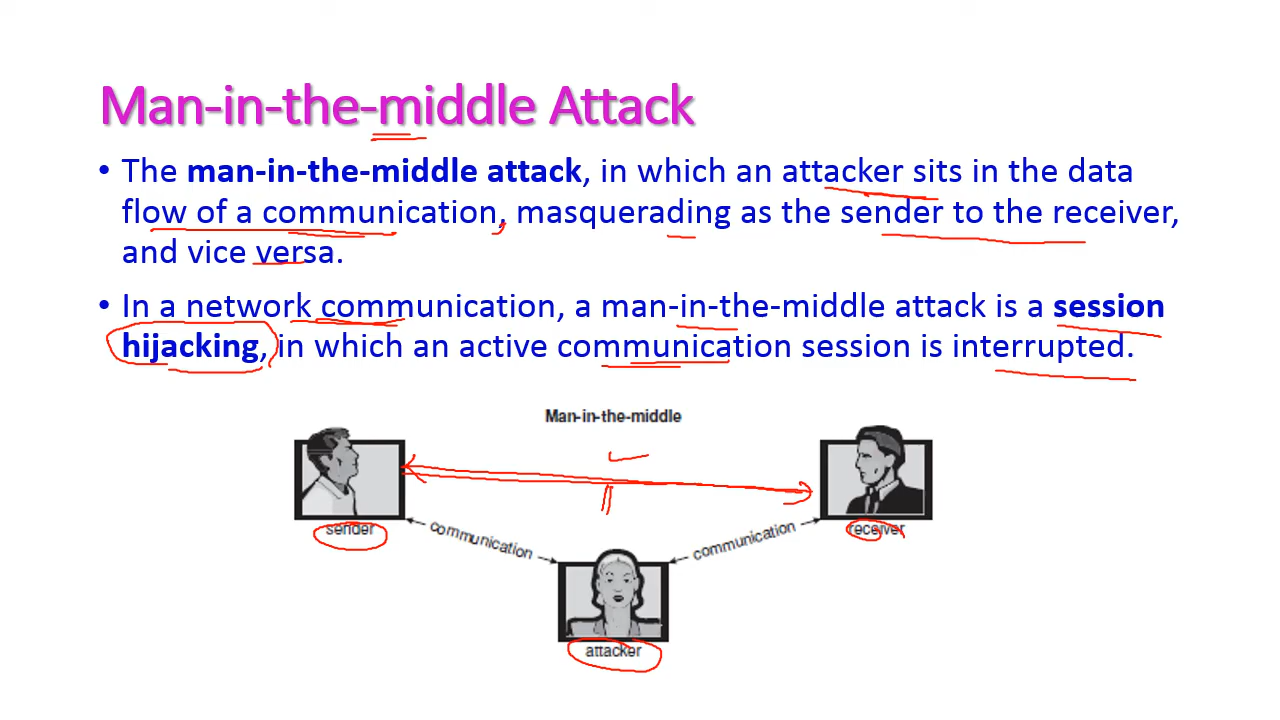 Man-in-the-middle Attack
• The man-in-the-middle attack, in which an attacker sits in the data
flow of a communication, masquerading as the sender to the receiver,
and vice versa.
• In a network communication, a man-in-the-middle attack is a session
hijacking, in which an active communication session is interrupted.
Man-in-the-middle
sender
communication
communication
receiver
attacker